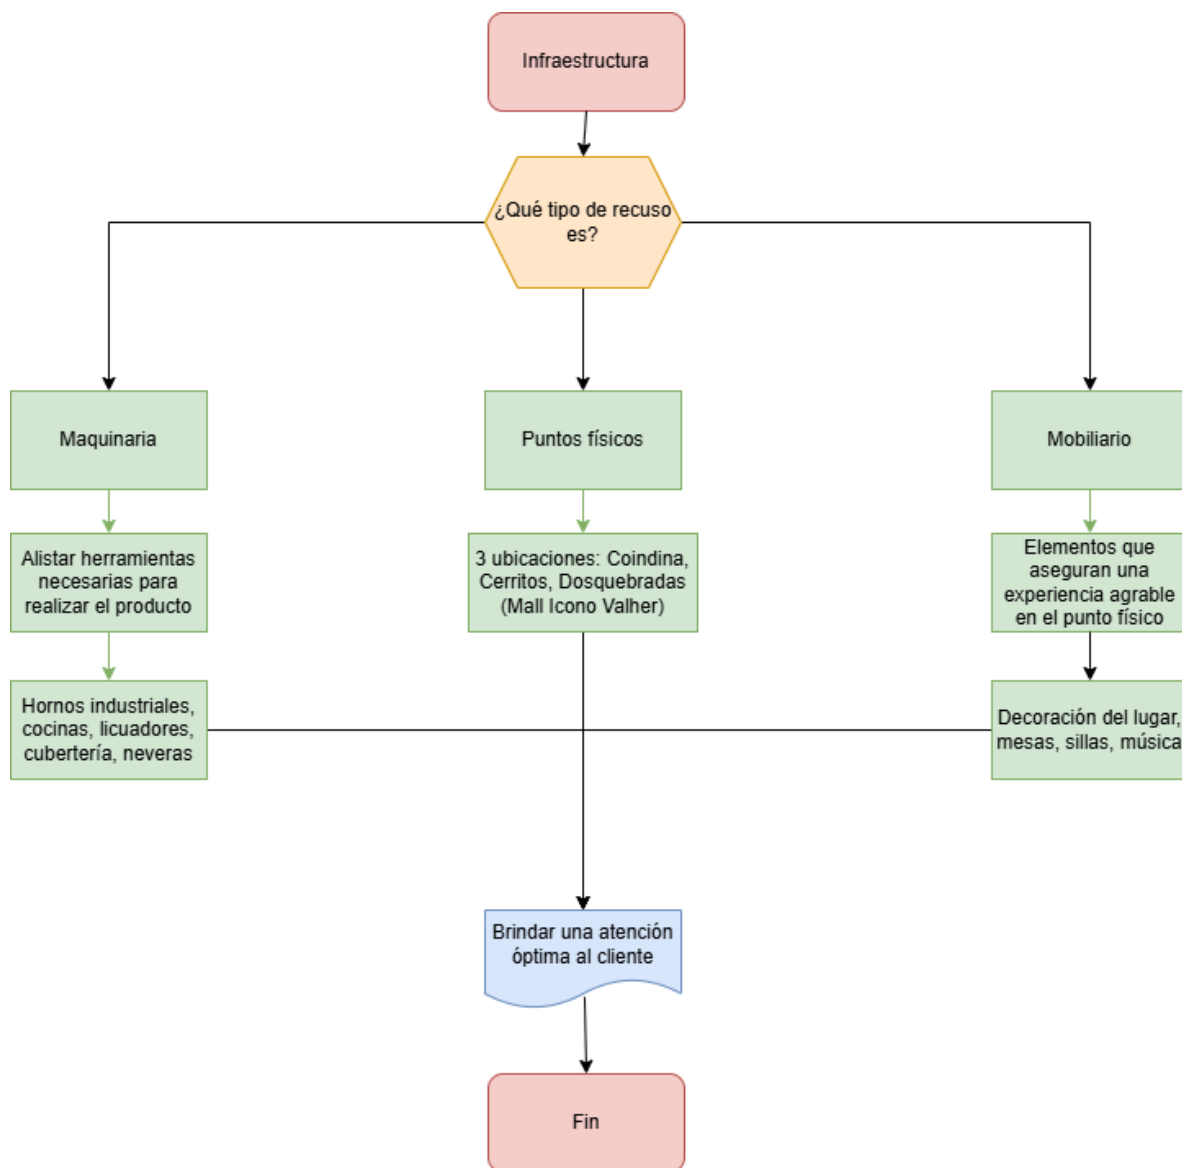 Infraestructura
¿Qué tipo de recuso
es?
Maquinaria
Puntos físicos
Mobiliario
Alistar herramientas
necesarias para
realizar el producto
3 ubicaciones: Coindina,
Cerritos, Dosquebradas
(Mall Icono Valher)
Elementos que
aseguran una
experiencia agrable
en el punto físico
Hornos industriales,
cocinas, licuadores,
cubertería, neveras
Decoración del lugar,
mesas, sillas, música
Brindar una atención
óptima al cliente
Fin